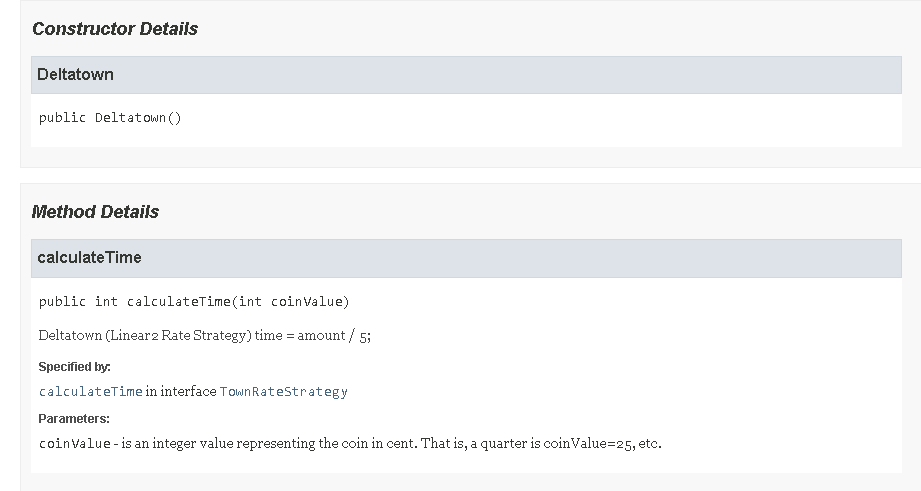 Constructor Details
Deltatown
public Deltatown()
Method Details
calculateTime
public int calculateTime(int coinValue)
Deltatown (Linear2 Rate Strategy) time = amount / 5;
Specified by:
calculateTime in interface TownRateStrategy
Parameters:
coinValue - is an integer value representing the coin in cent. That is, a quarter is coinValue=25, etc.